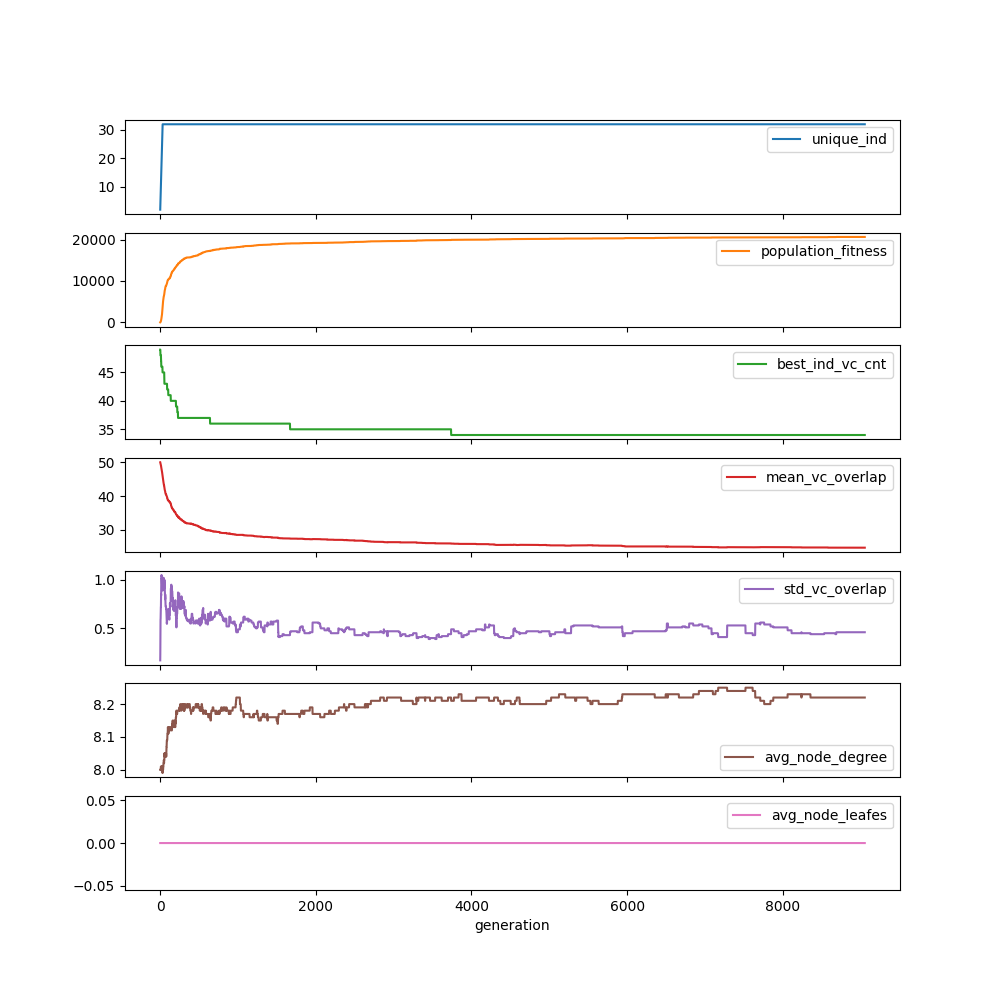 30
20
10
unique_ind
20000
10000
0
population_fitness
45
40
35
best_ind_vc_cnt
50
40
30
mean_vc_overlap
1.0
0.5
std_vc_overlap
8.2
8.1
8.0
avg_node_degree
0.05
0.00
−0.05
avg_node_leafes
0 2000 4000 6000 8000
generation